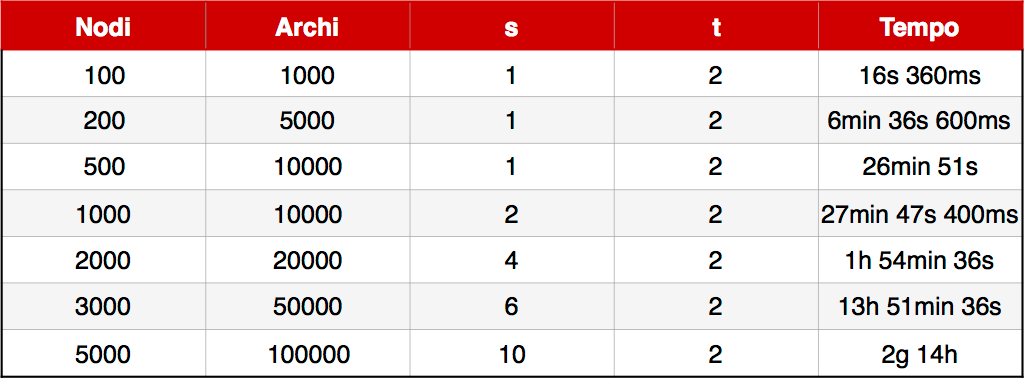 Nodi Archi s t Tempo
100 1000 1 2 16s 360ms
200 5000 1 2 6min 36s 600ms
500 10000 1 2 26min 51s
1000 10000 2 2 27min 47s 400ms
2000 20000 4 2 1h 54min 36s
3000 50000 6 2 13h 51min 36s
5000 100000 10 2 2g 14h